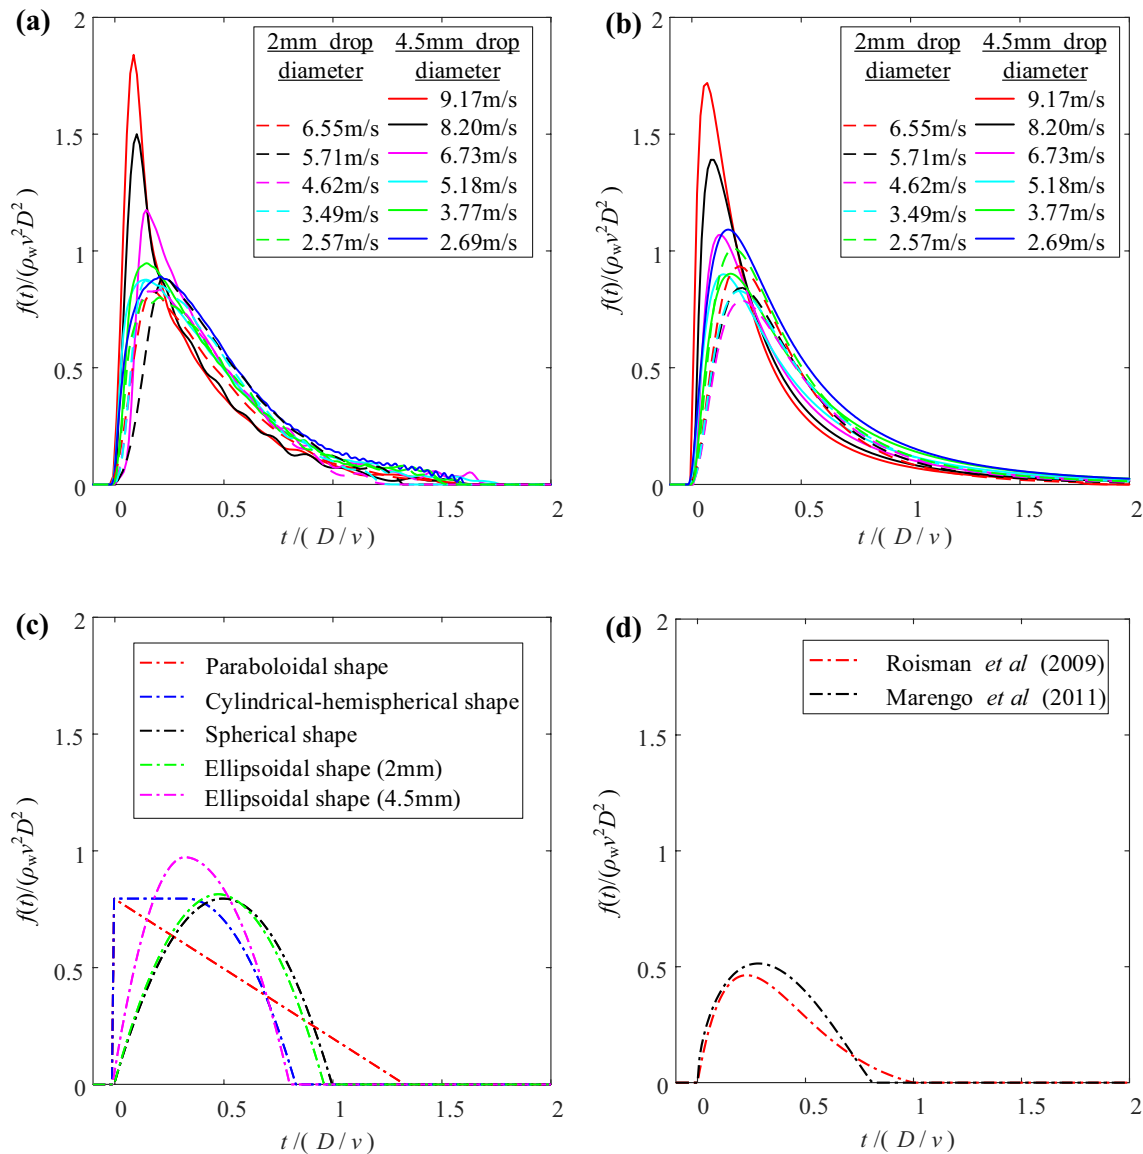 (a)
2
1.5
1
0.5
0
f(t)/(ρwv²D²)
2mm drop diameter
4.5mm drop diameter
9.17m/s
6.55m/s
8.20m/s
5.71m/s
6.73m/s
4.62m/s
5.18m/s
3.49m/s
3.77m/s
2.57m/s
2.69m/s
0
0.5
1
1.5
2
t/(D/v)
(b)
2
1.5
1
0.5
0
f(t)/(ρwv²D²)
2mm drop diameter
4.5mm drop diameter
9.17m/s
6.55m/s
8.20m/s
5.71m/s
6.73m/s
4.62m/s
5.18m/s
3.49m/s
3.77m/s
2.57m/s
2.69m/s
0
0.5
1
1.5
2
t/(D/v)
(c)
2
1.5
1
0.5
0
f(t)/(ρwv²D²)
Paraboloidal shape
Cylindrical-hemispherical shape
Spherical shape
Ellipsoidal shape (2mm)
Ellipsoidal shape (4.5mm)
0
0.5
1
1.5
2
t/(D/v)
(d)
2
1.5
1
0.5
0
f(t)/(ρwv²D²)
Roisman et al (2009)
Marengo et al (2011)
0
0.5
1
1.5
2
t/(D/v)